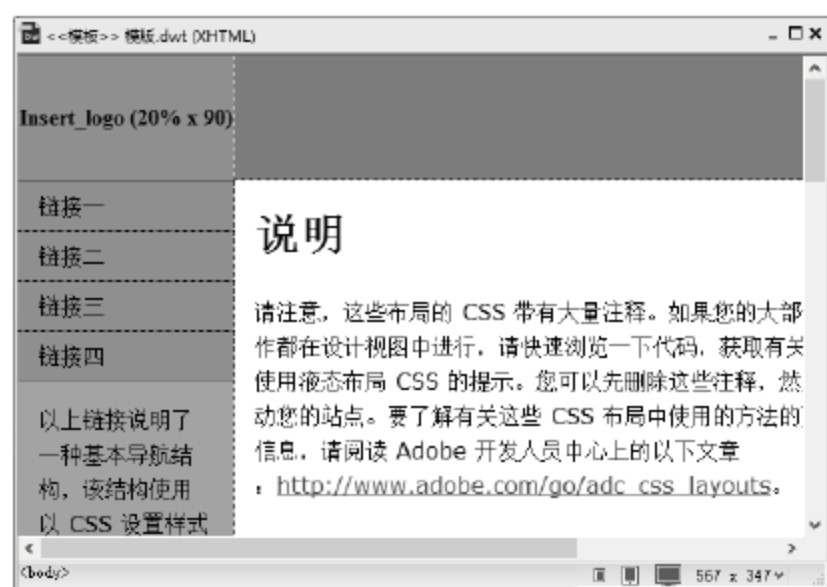 <<模板>> 模版.dwt (XHTML)
Insert_logo (20% x 90)
链接一
链接二
链接三
链接四
以上链接说明了
一种基本导航结
构，该结构使用
以 CSS 设置样式
说明
请注意，这些布局的 CSS 带有大量注释。如果您的大部
作都在设计视图中进行，请快速浏览一下代码，获取有关
使用液态布局 CSS 的提示。您可以先删除这些注释，然
动您的站点。要了解有关这些 CSS 布局中使用的方法的
信息，请阅读 Adobe 开发人员中心上的以下文章
：http://www.adobe.com/go/adc_css_layouts。
<body>
567 x 347